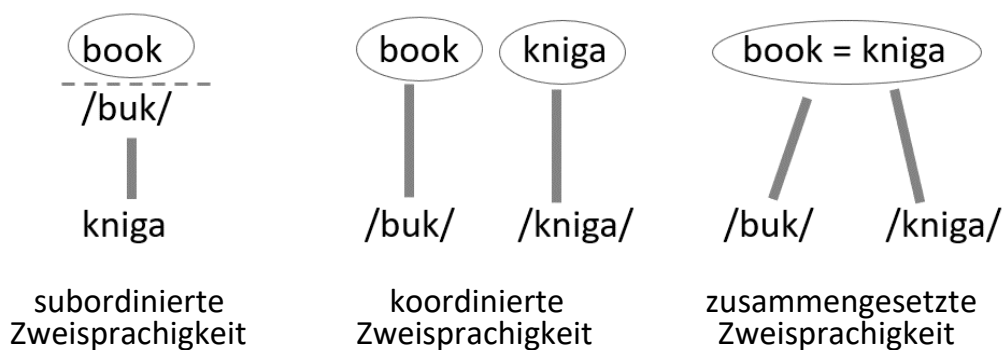 book
/buk/
kniga
subordinierte
Zweisprachigkeit
book kniga
/buk/ /kniga/
koordinierte
Zweisprachigkeit
book = kniga
/buk/ /kniga/
zusammengesetzte
Zweisprachigkeit